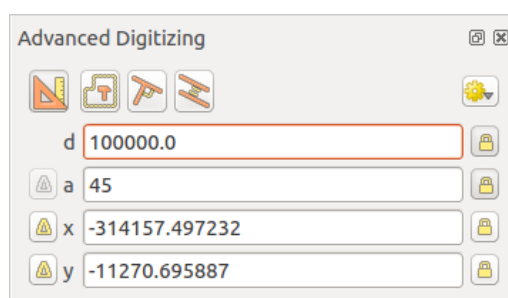 Advanced Digitizing
d 100000.0
a 45
x -314157.497232
y -11270.695887